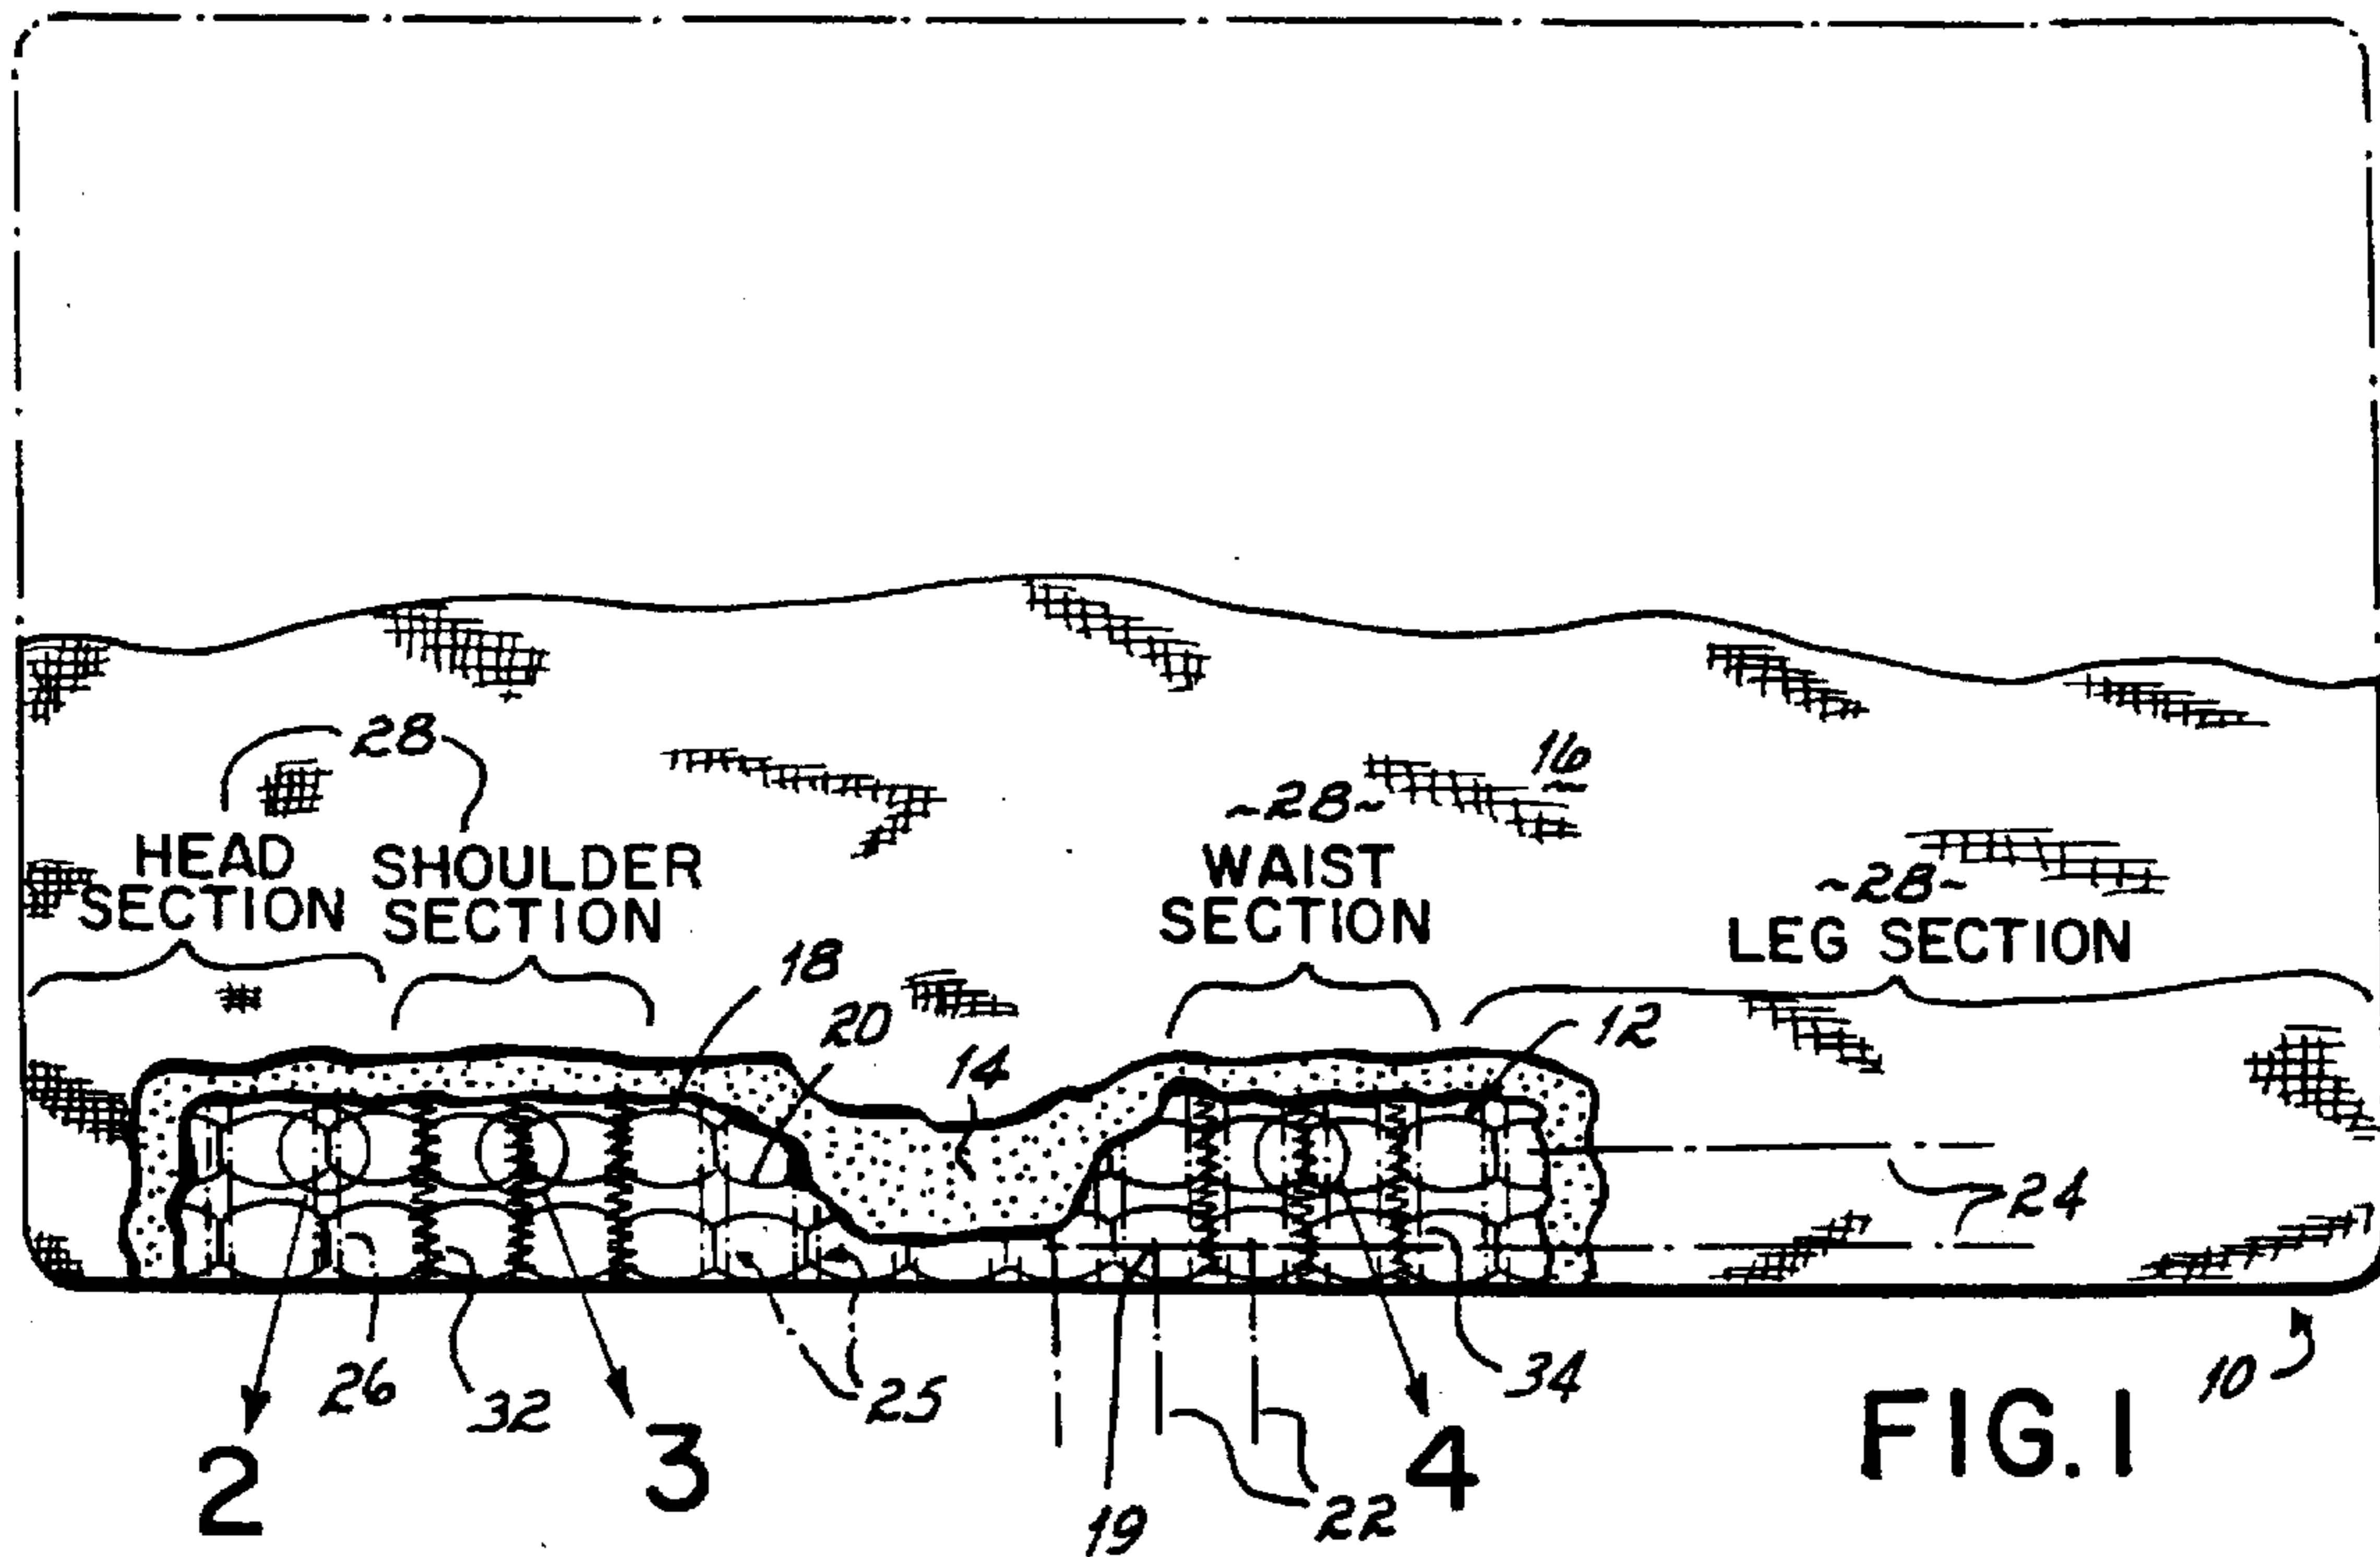 28
16
~28~
HEAD
SECTION
SHOULDER
SECTION
WAIST
SECTION
~28~
LEG SECTION
18
20
14
12
24
26
32
25
34
10
2
3
4
19
22
FIG. 1